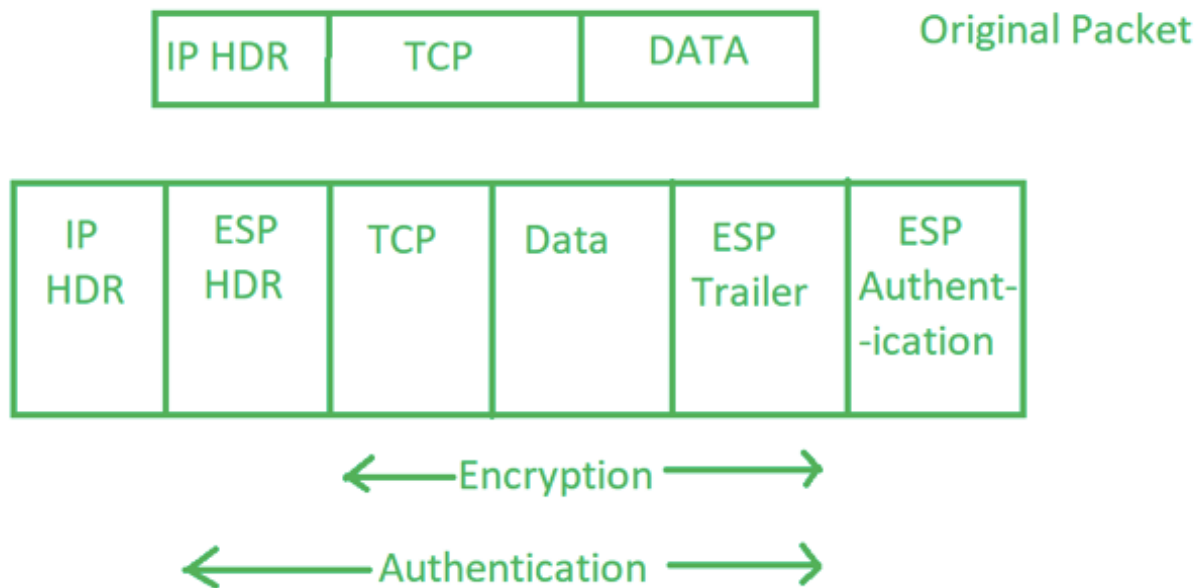 Original Packet
IP HDR
TCP
DATA
IP
HDR
ESP
HDR
TCP
Data
ESP
Trailer
ESP
Authent-
-ication
Encryption
Authentication